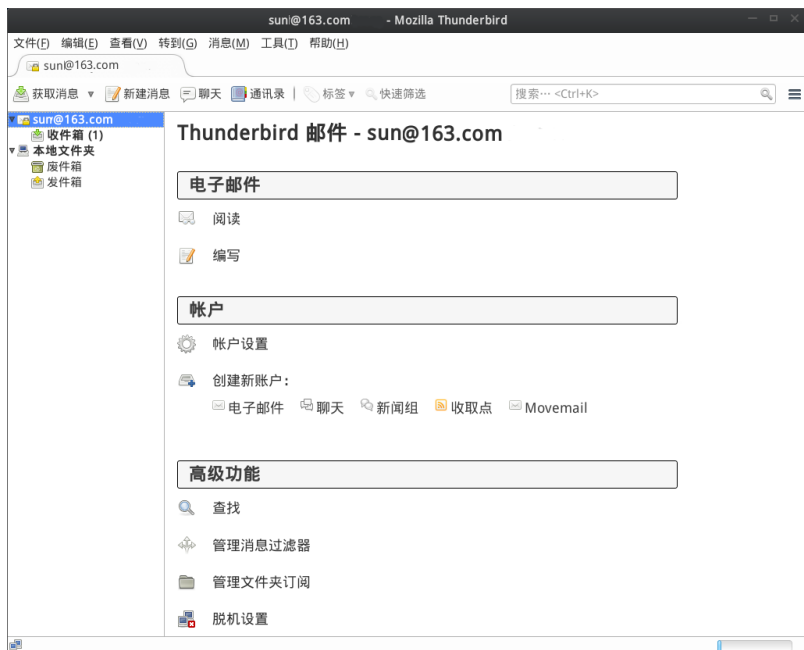 sunl@163.com - Mozilla Thunderbird
文件(F) 编辑(E) 查看(V) 转到(G) 消息(M) 工具(T) 帮助(H)
sunl@163.com
获取消息 新建消息 聊天 通讯录 标签 快速筛选 搜索… <Ctrl+K>
sun@163.com
收件箱 (1)
本地文件夹
废件箱
发件箱
Thunderbird 邮件 - sun@163.com
电子邮件
阅读
编写
帐户
帐户设置
创建新账户:
电子邮件 聊天 新闻组 收取点 Movemail
高级功能
查找
管理消息过滤器
管理文件夹订阅
脱机设置